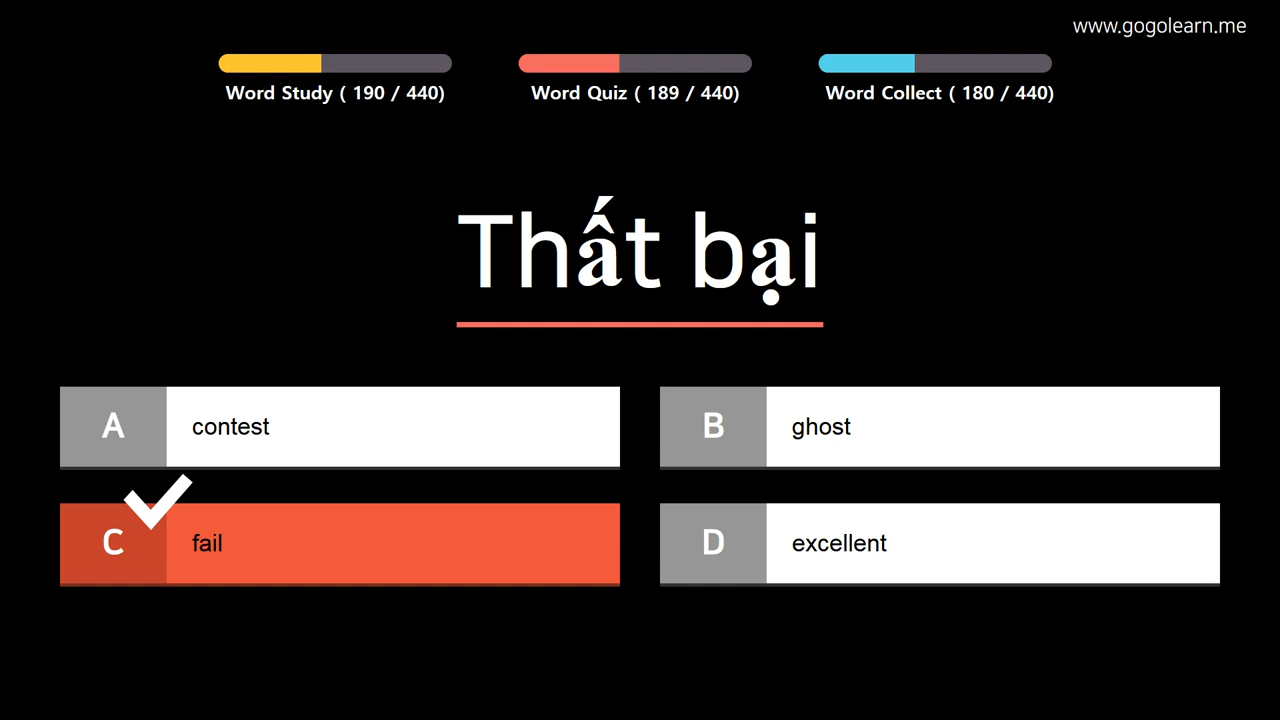 www.gogolearn.me
Word Study ( 190 / 440)
Word Quiz ( 189 / 440)
Word Collect ( 180 / 440)
Thất bại
A contest
B ghost
C fail
D excellent